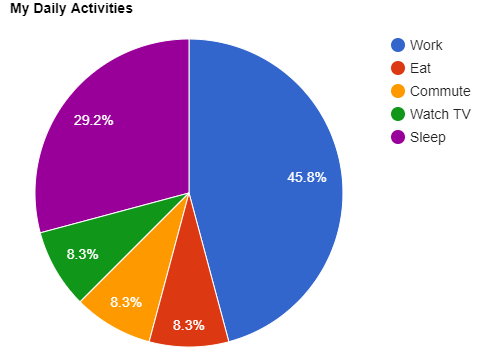 My Daily Activities
Work
Eat
Commute
Watch TV
Sleep
29.2%
45.8%
8.3%
8.3%
8.3%